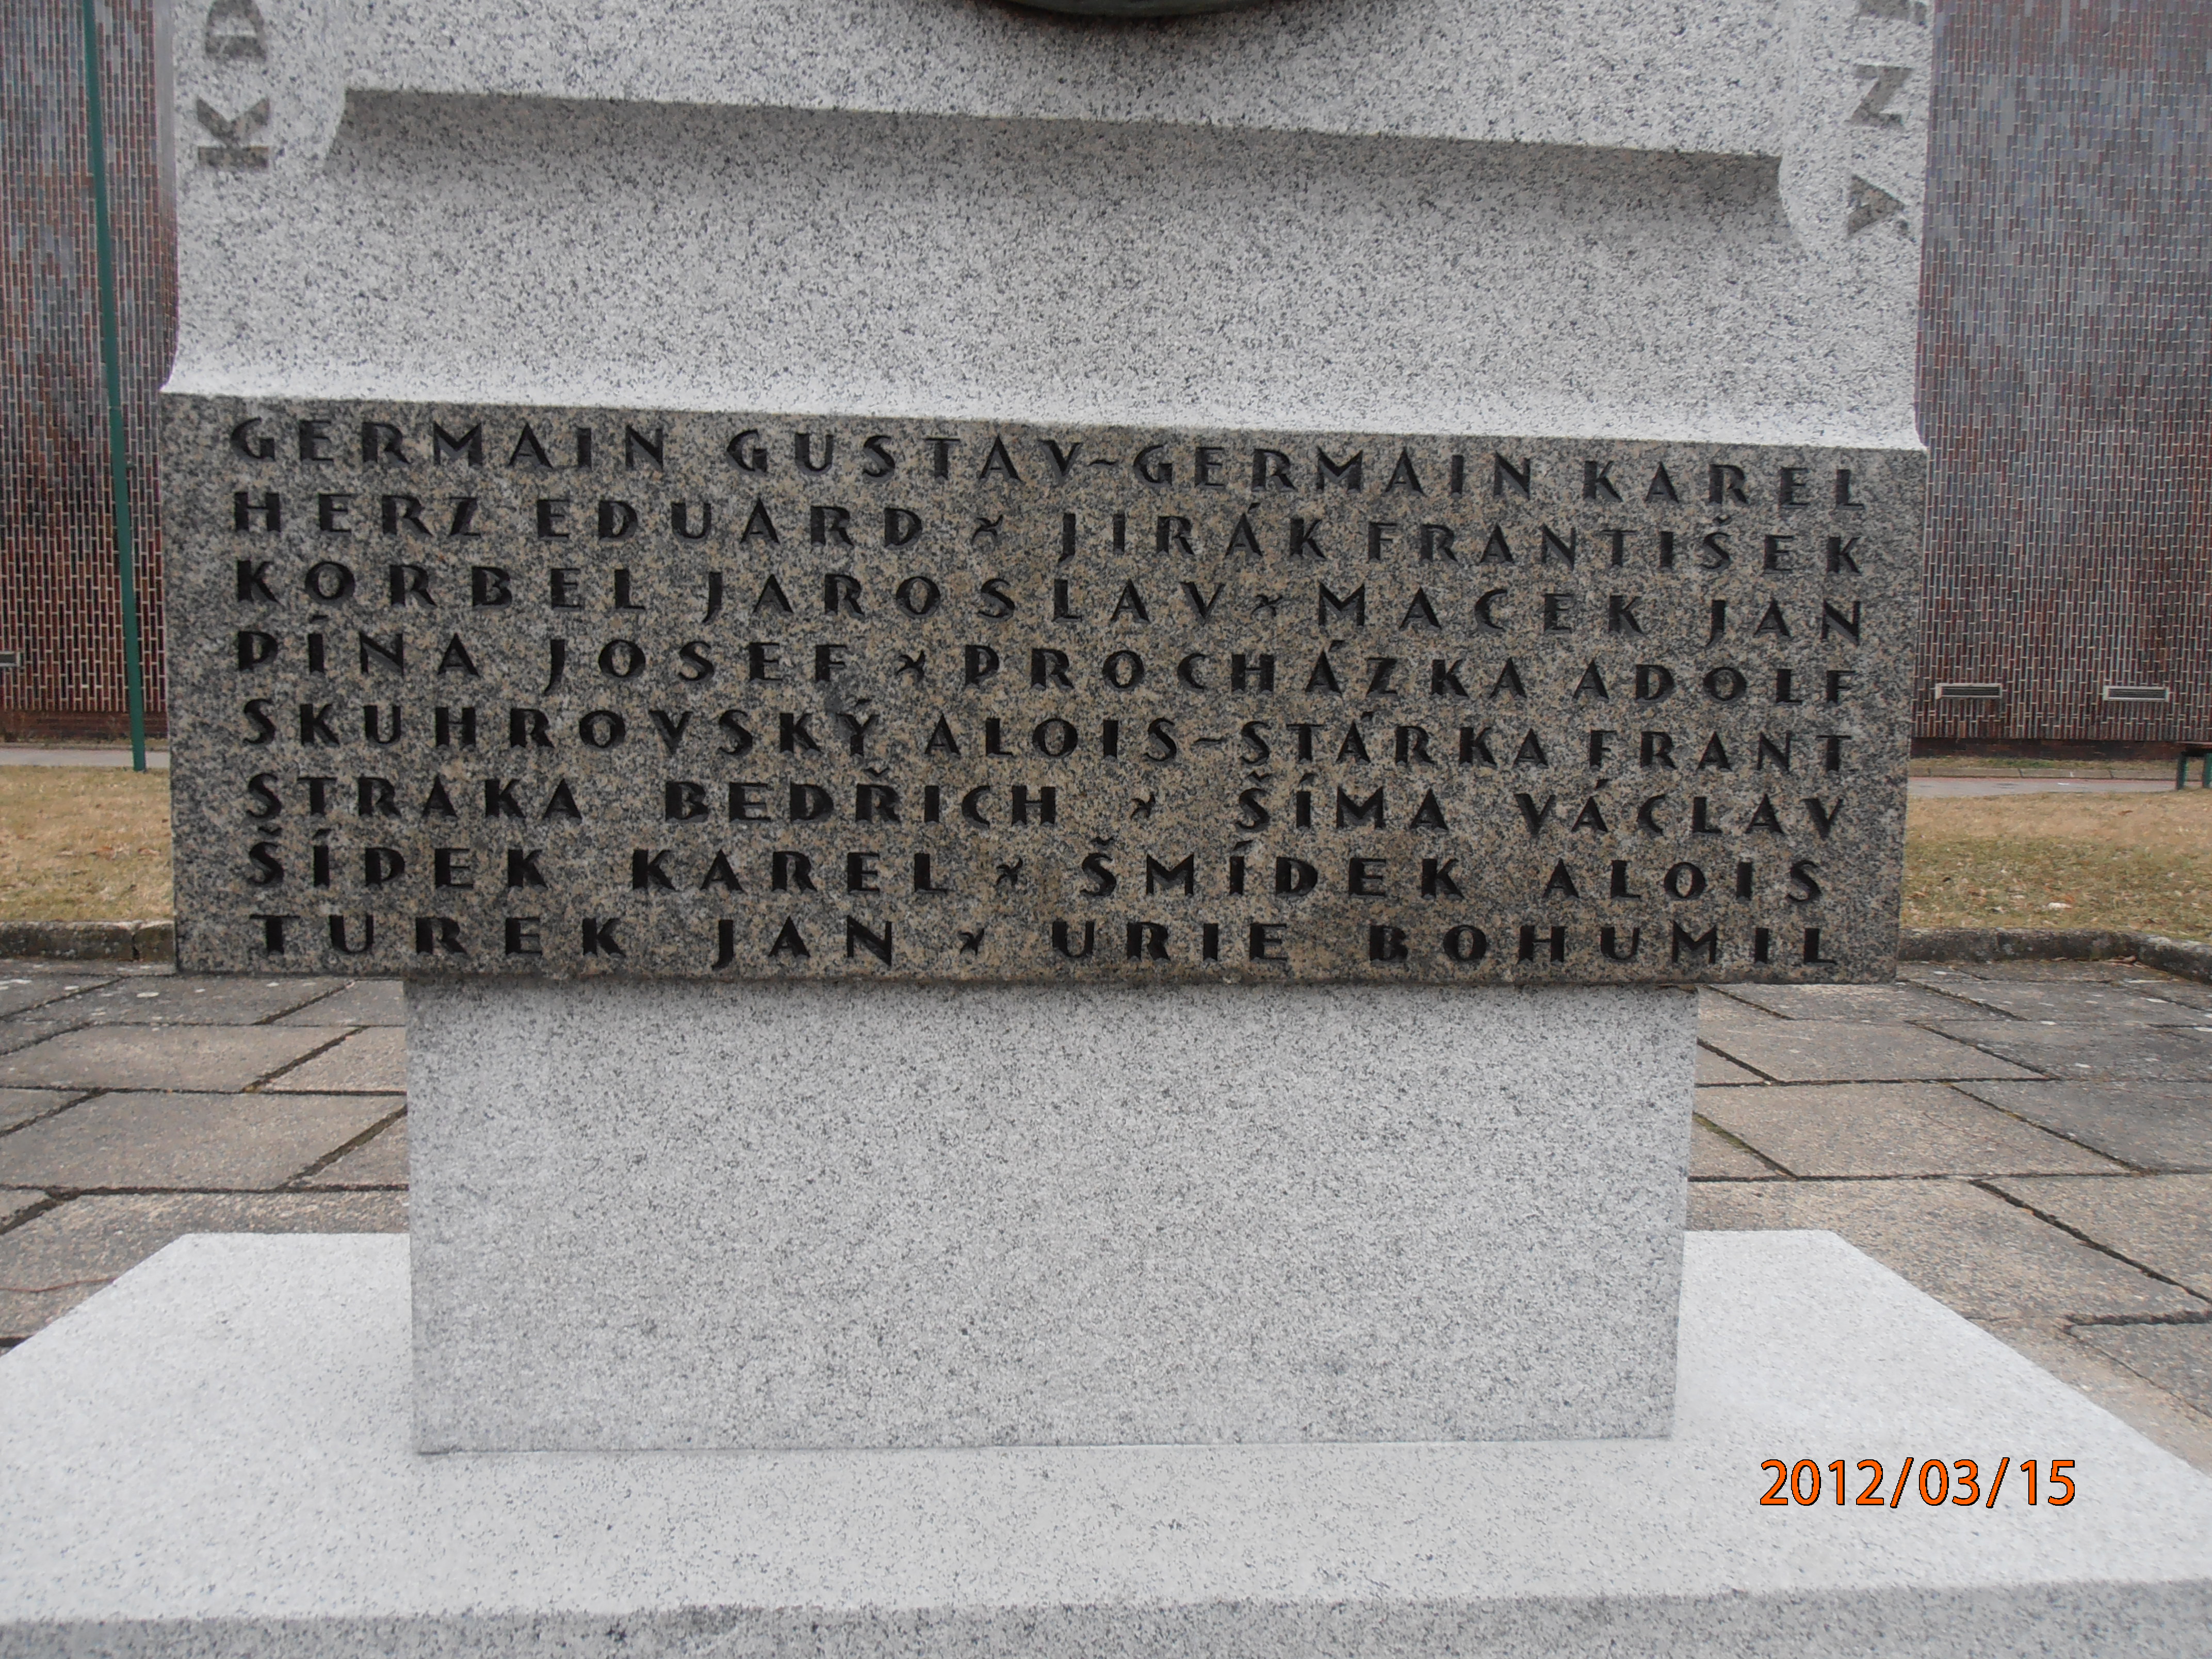 GERMAIN GUSTAV~GERMAIN KAREL
HERZ EDUARD ~ JIRÁK FRANTIŠEK
KORBEL JAROSLAV ~ MACEK JAN
PÍNA JOSEF ~ PROCHÁZKA ADOLF
SKUHROVSKÝ ALOIS~STÁRKA FRANT
STRAKA BEDŘICH ~ ŠÍMA VÁCLAV
ŠÍDEK KAREL ~ ŠMÍDEK ALOIS
TUREK JAN ~ URIE BOHUMIL
2012/03/15